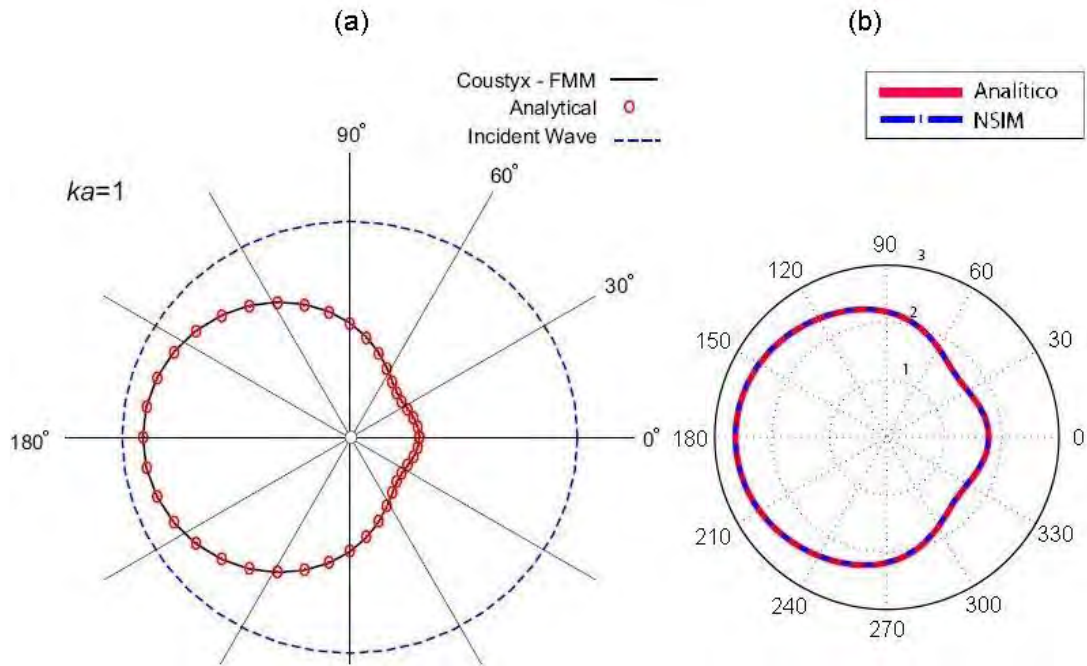 (a)
Coustyx - FMM
Analytical
Incident Wave
ka=1
90°
60°
30°
180°
0°
(b)
Analítico
NSIM
90
3
120
60
2
150
30
1
180
0
210
330
240
300
270